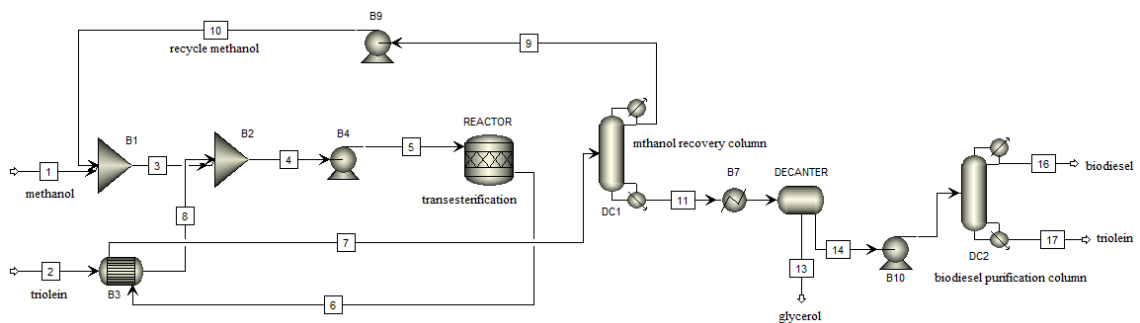 10
B9
9
recycle methanol
B1
B2
B4
REACTOR
1
3
4
5
methanol
transesterification
mthanol recovery column
DC1
11
B7
DECANTER
16
biodiesel
14
B10
DC2
17
triolein
biodiesel purification column
13
glycerol
8
7
2
triolein
B3
6